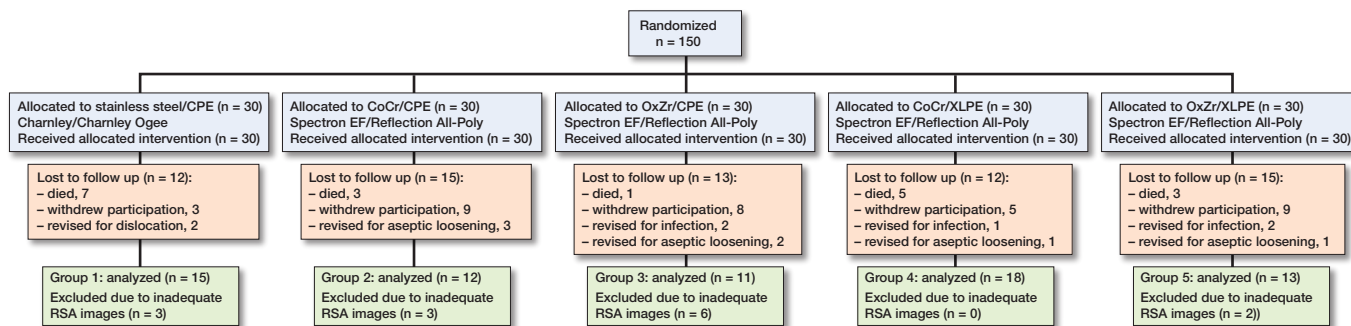 Randomized
n = 150
Allocated to stainless steel/CPE (n = 30)
Charnley/Charnley Ogee
Received allocated intervention (n = 30)
Allocated to CoCr/CPE (n = 30)
Spectron EF/Reflection All-Poly
Received allocated intervention (n = 30)
Allocated to OxZr/CPE (n = 30)
Spectron EF/Reflection All-Poly
Received allocated intervention (n = 30)
Allocated to CoCr/XLPE (n = 30)
Spectron EF/Reflection All-Poly
Received allocated intervention (n = 30)
Allocated to OxZr/XLPE (n = 30)
Spectron EF/Reflection All-Poly
Received allocated intervention (n = 30)
Lost to follow up (n = 12):
– died, 7
– withdrew participation, 3
– revised for dislocation, 2
Lost to follow up (n = 15):
– died, 3
– withdrew participation, 9
– revised for aseptic loosening, 3
Lost to follow up (n = 13):
– died, 1
– withdrew participation, 8
– revised for infection, 2
– revised for aseptic loosening, 2
Lost to follow up (n = 12):
– died, 5
– withdrew participation, 5
– revised for infection, 1
– revised for aseptic loosening, 1
Lost to follow up (n = 15):
– died, 3
– withdrew participation, 9
– revised for infection, 2
– revised for aseptic loosening, 1
Group 1: analyzed (n = 15)
Excluded due to inadequate
RSA images (n = 3)
Group 2: analyzed (n = 12)
Excluded due to inadequate
RSA images (n = 3)
Group 3: analyzed (n = 11)
Excluded due to inadequate
RSA images (n = 6)
Group 4: analyzed (n = 18)
Excluded due to inadequate
RSA images (n = 0)
Group 5: analyzed (n = 13)
Excluded due to inadequate
RSA images (n = 2))